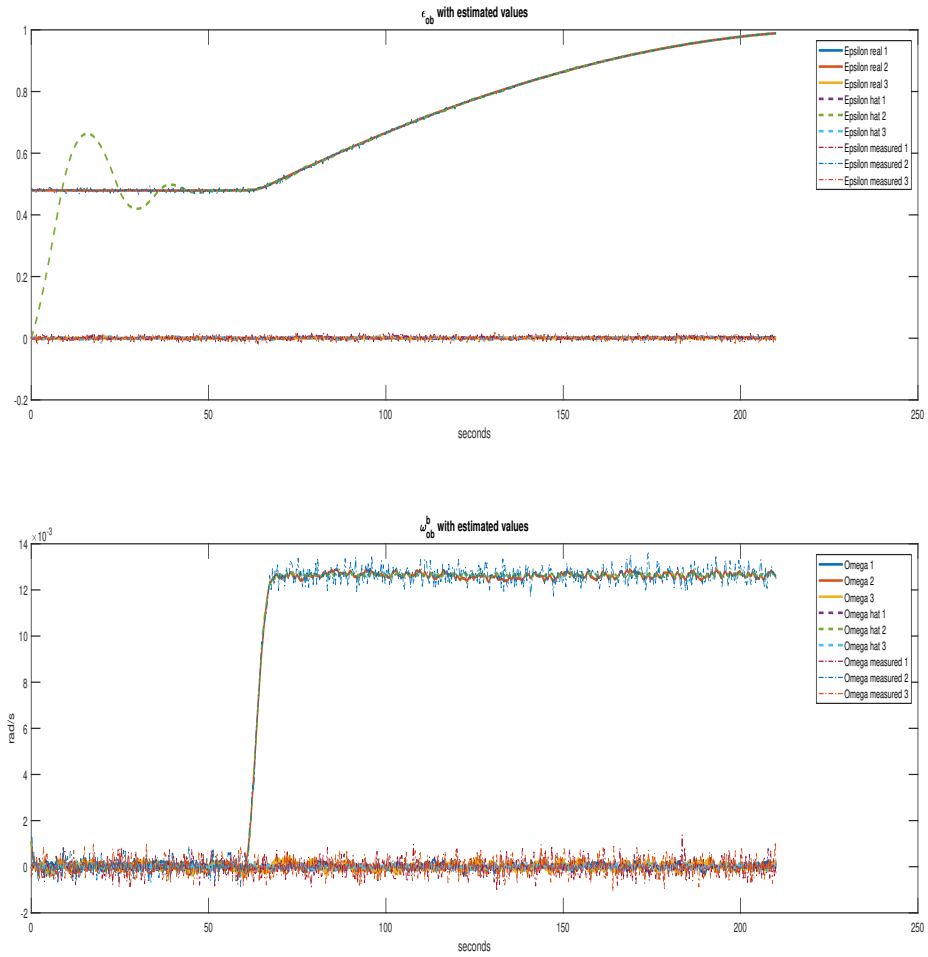 ϵob with estimated values
1
0.8
0.6
0.4
0.2
0
-0.2
0 50 100 150 200 250
seconds
Epsilon real 1
Epsilon real 2
Epsilon real 3
Epsilon hat 1
Epsilon hat 2
Epsilon hat 3
Epsilon measured 1
Epsilon measured 2
Epsilon measured 3
ω^b_ob with estimated values
×10^-3
14
12
10
8
6
4
2
0
-2
rad/s
0 50 100 150 200 250
seconds
Omega 1
Omega 2
Omega 3
Omega hat 1
Omega hat 2
Omega hat 3
Omega measured 1
Omega measured 2
Omega measured 3